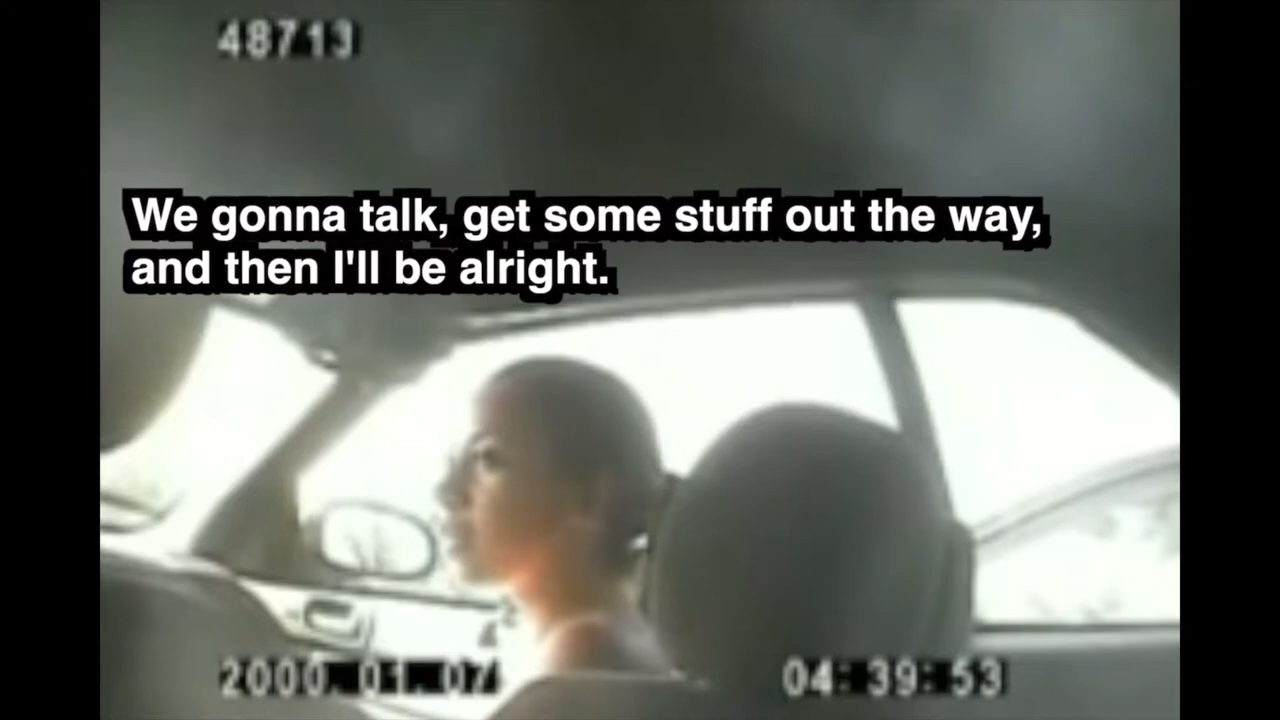 48713
We gonna talk, get some stuff out the way,
and then I'll be alright.
2000.01.07 04:39:53